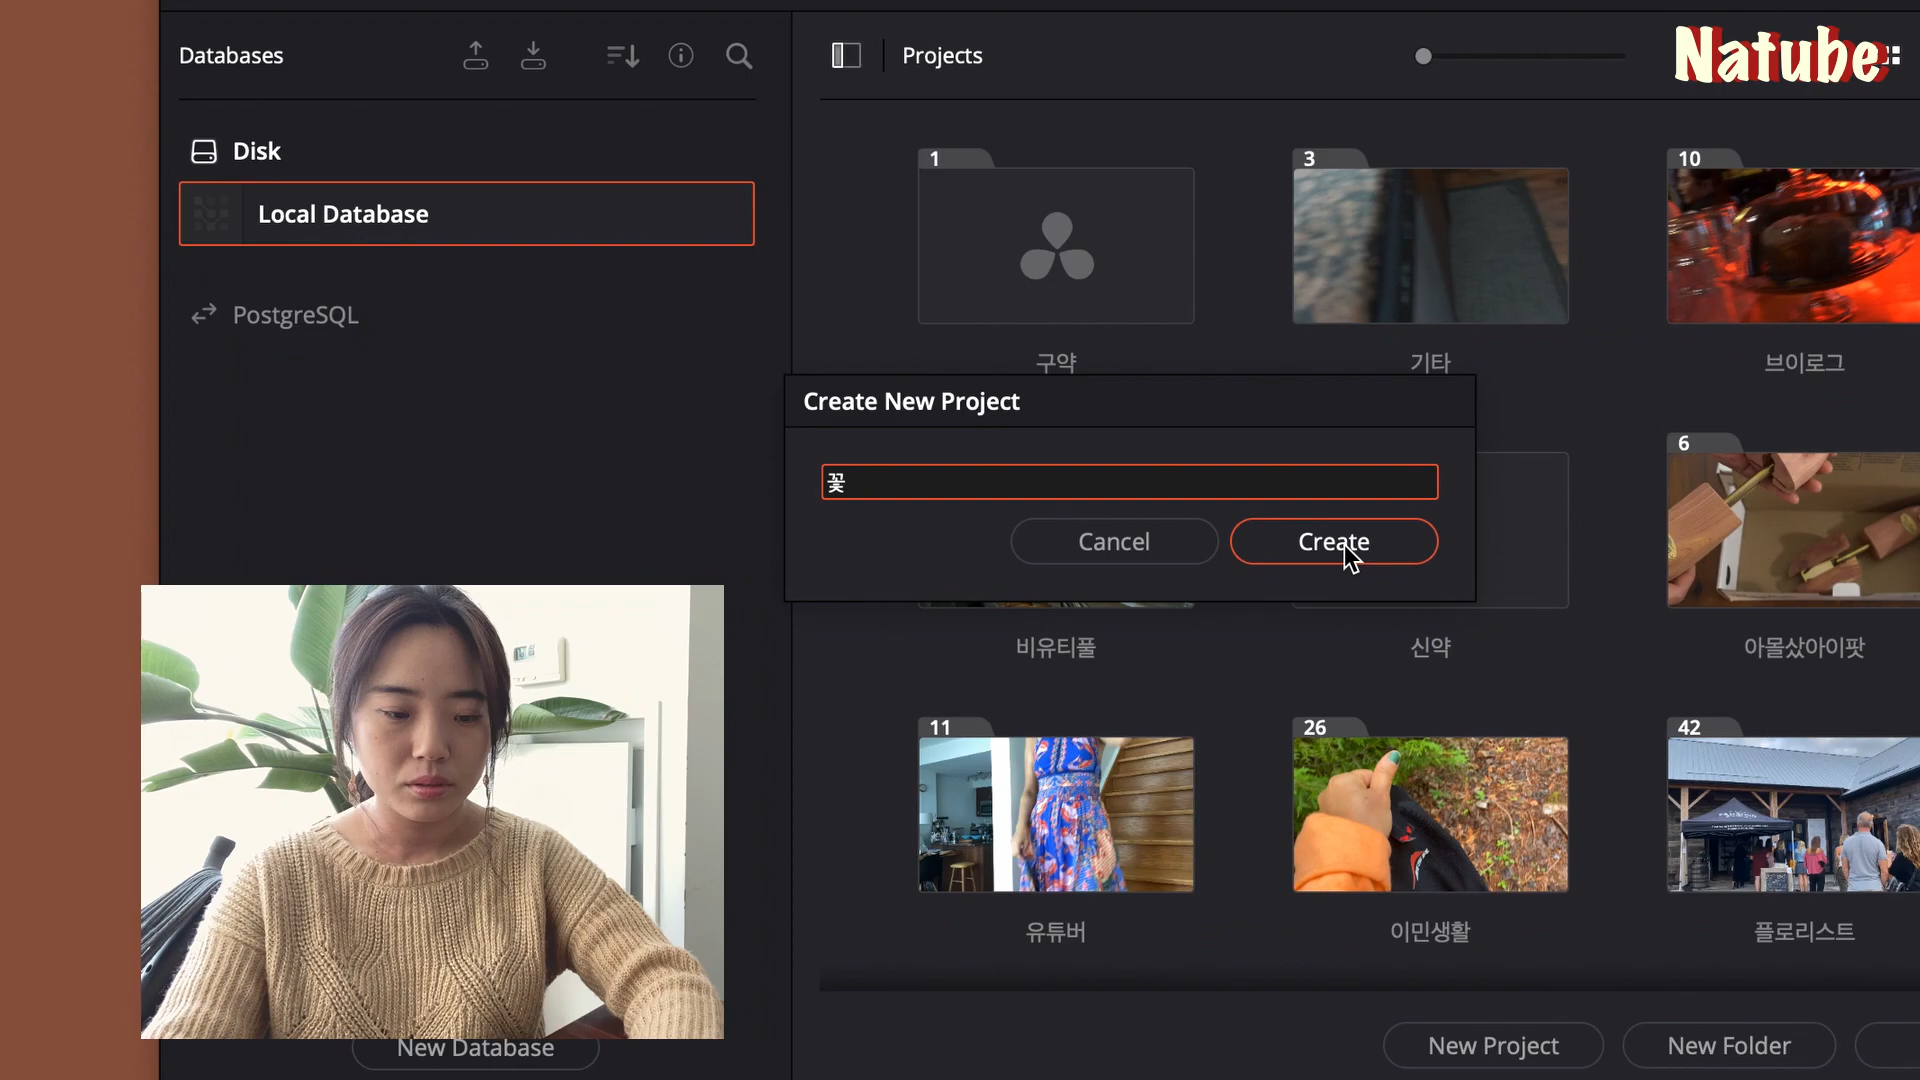 Databases
Projects
Natube
Disk
Local Database
PostgreSQL
1
3
10
구약
기타
브이로그
Create New Project
꽃
Cancel
Create
6
비유티풀
신약
아몰샀아이팟
11
26
42
유튜버
이민생활
플로리스트
New Database
New Project
New Folder